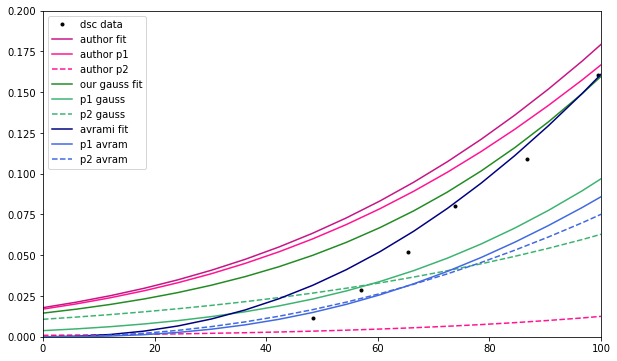 0.200
0.175
0.150
0.125
0.100
0.075
0.050
0.025
0.000
dsc data
author fit
author p1
author p2
our gauss fit
p1 gauss
p2 gauss
avrami fit
p1 avram
p2 avram
0 20 40 60 80 100